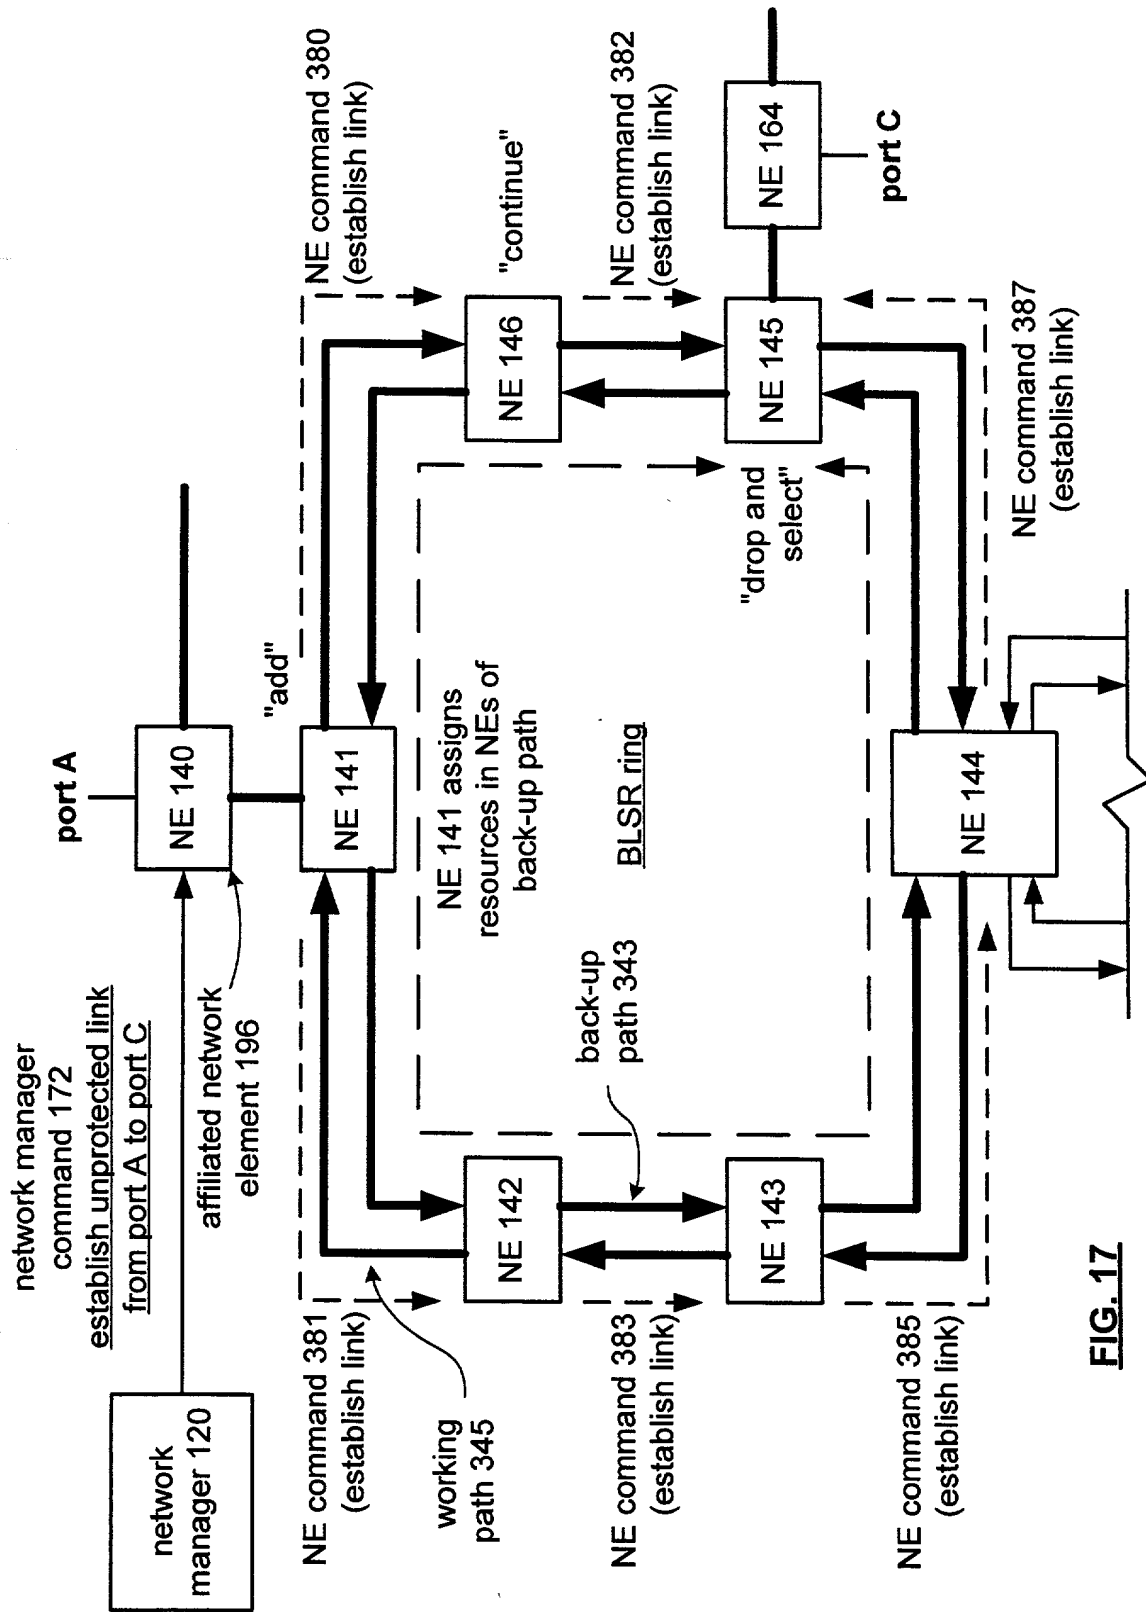 network manager
command 172
establish unprotected link
from port A to port C
network
manager 120
affiliated network
element 196
port A
NE 140
"add"
NE 141
NE command 380
(establish link)
NE command 381
(establish link)
working
path 345
NE 142
NE 146
"continue"
NE 141 assigns
resources in NEs of
back-up path
back-up
path 343
BLSR ring
NE command 382
(establish link)
NE command 383
(establish link)
NE 143
"drop and
select"
NE 145
NE 164
port C
NE command 385
(establish link)
NE 144
NE command 387
(establish link)
FIG. 17